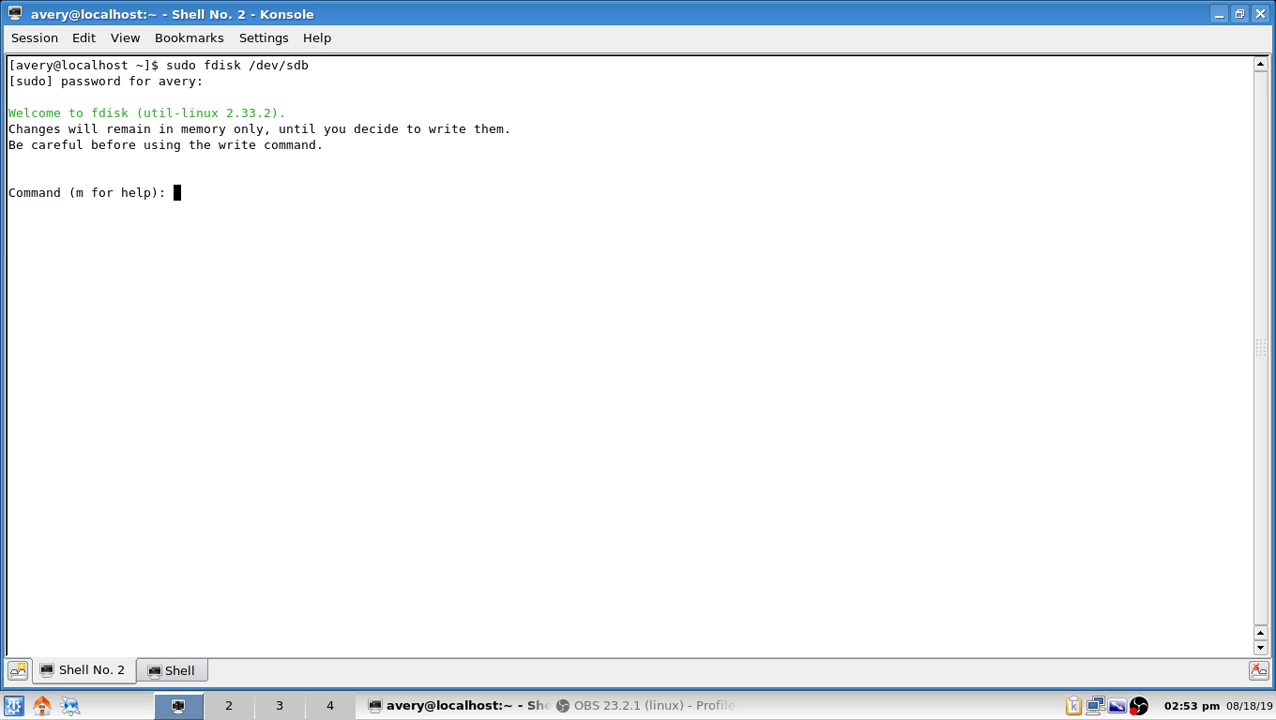 avery@localhost:~ - Shell No. 2 - Konsole
Session Edit View Bookmarks Settings Help
[avery@localhost ~]$ sudo fdisk /dev/sdb
[sudo] password for avery:
Welcome to fdisk (util-linux 2.33.2).
Changes will remain in memory only, until you decide to write them.
Be careful before using the write command.
Command (m for help):
Shell No. 2 Shell
2 3 4 avery@localhost:~ - She OBS 23.2.1 (linux) - Profile 02:53 pm 08/18/19